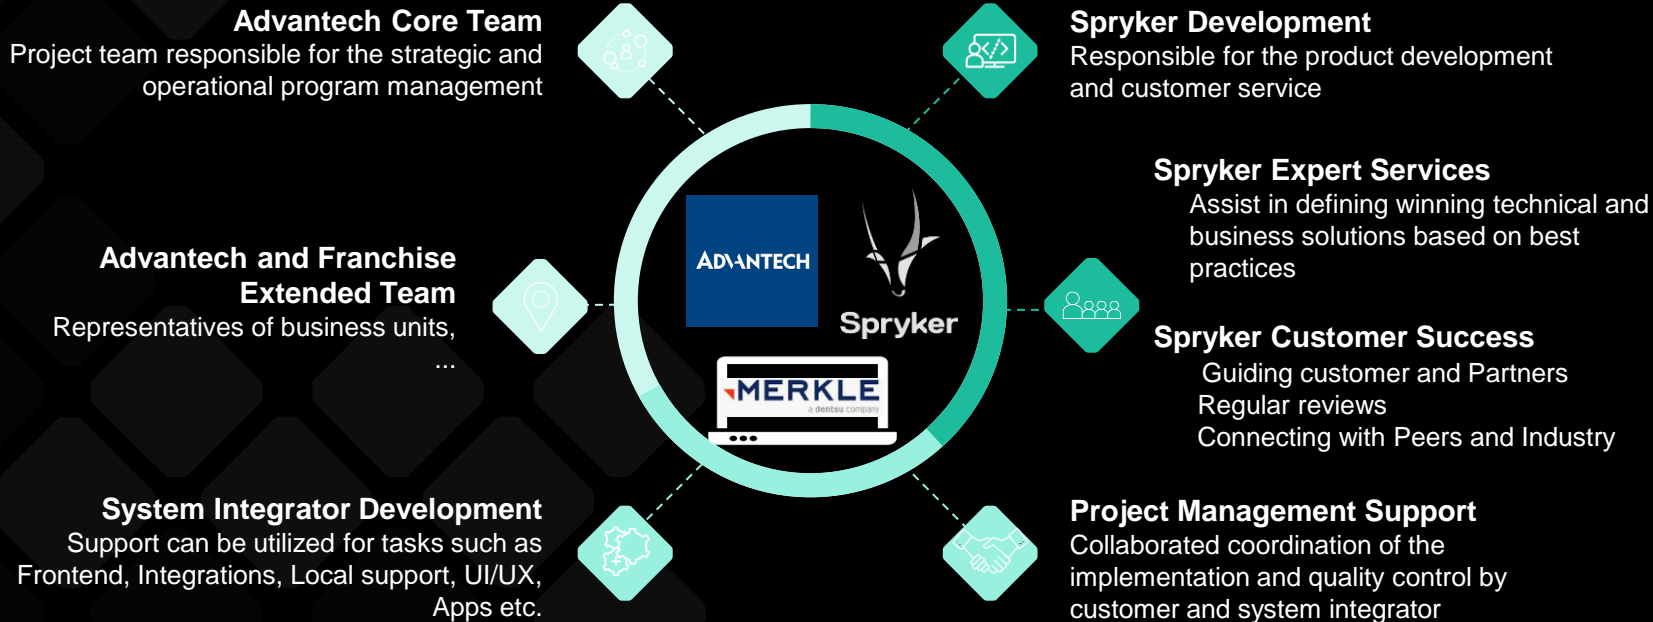 Advantech Core Team
Project team responsible for the strategic and
operational program management
Advantech and Franchise
Extended Team
Representatives of business units,
...
System Integrator Development
Support can be utilized for tasks such as
Frontend, Integrations, Local support, UI/UX,
Apps etc.
ADVANTECH
Spryker
MERKLE
a dentsu company
Spryker Development
Responsible for the product development
and customer service
Spryker Expert Services
Assist in defining winning technical and
business solutions based on best
practices
Spryker Customer Success
Guiding customer and Partners
Regular reviews
Connecting with Peers and Industry
Project Management Support
Collaborated coordination of the
implementation and quality control by
customer and system integrator